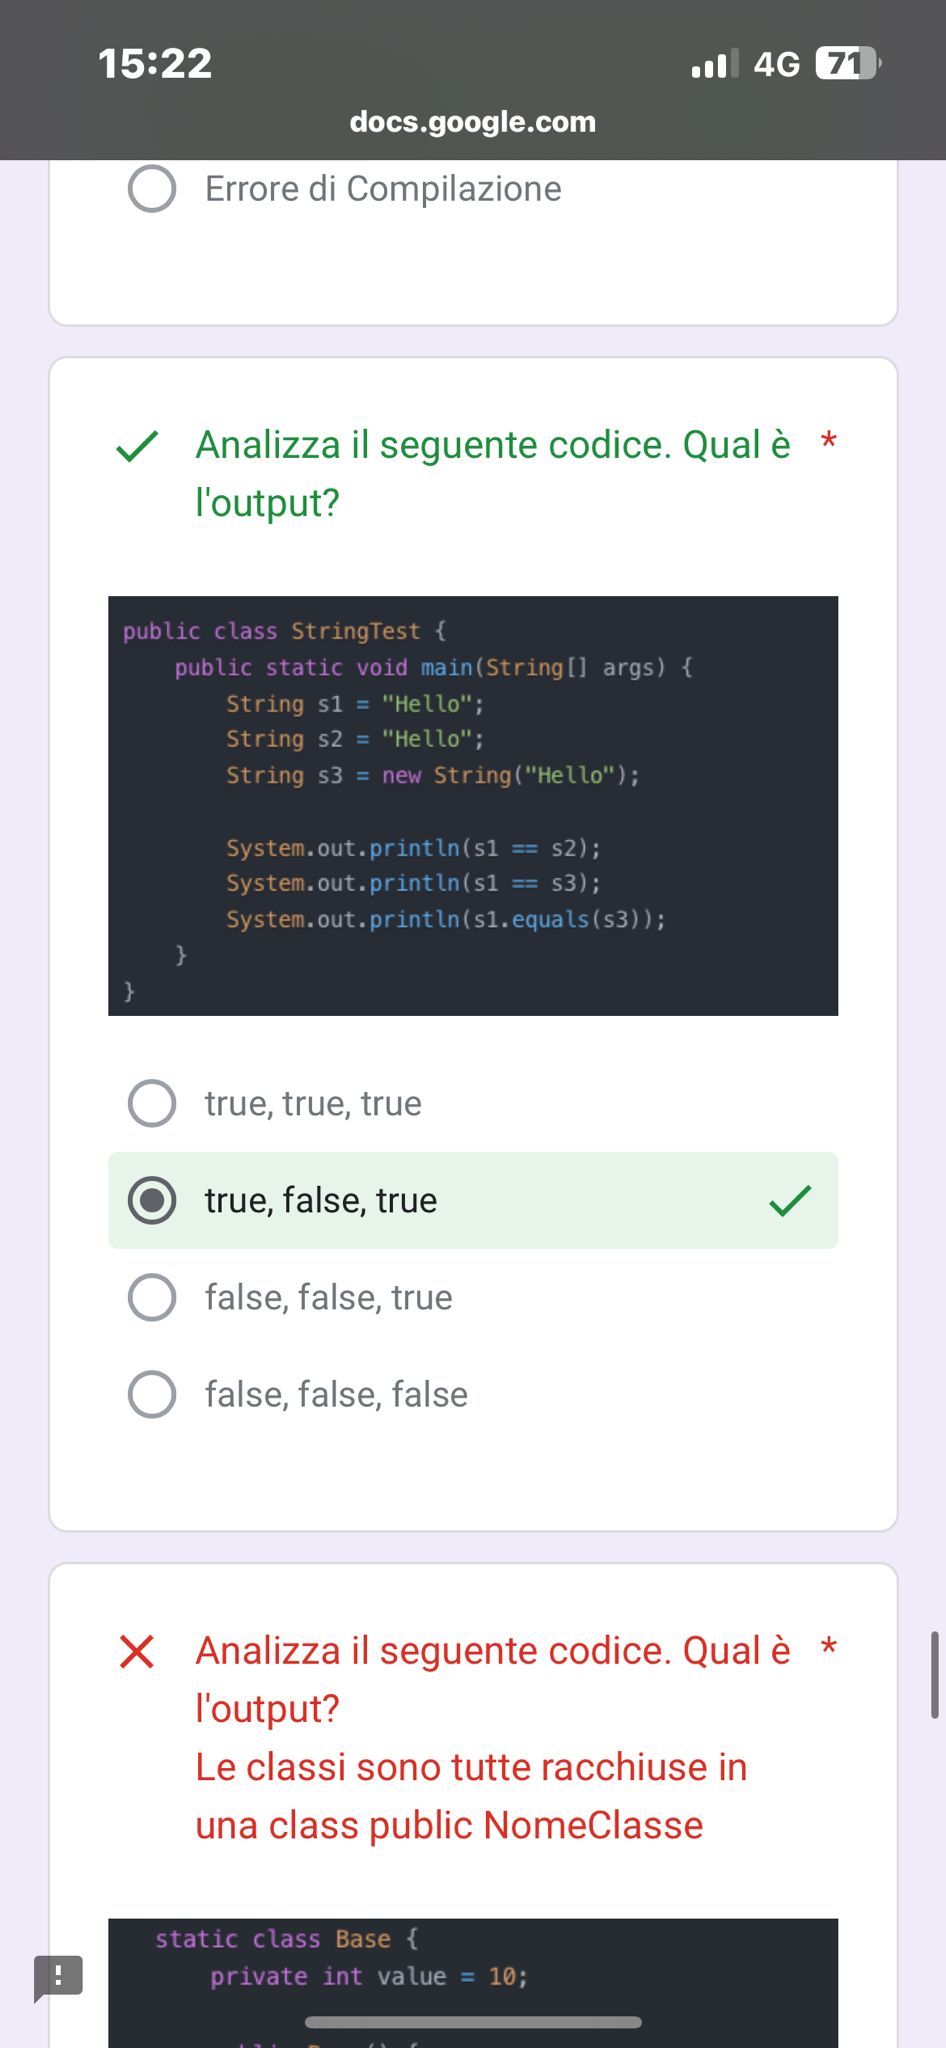 15:22
4G 71
docs.google.com
Errore di Compilazione
Analizza il seguente codice. Qual è *
l'output?
public class StringTest {
public static void main(String[] args) {
String s1 = "Hello";
String s2 = "Hello";
String s3 = new String("Hello");
System.out.println(s1 == s2);
System.out.println(s1 == s3);
System.out.println(s1.equals(s3));
}
}
true, true, true
true, false, true
false, false, true
false, false, false
Analizza il seguente codice. Qual è *
l'output?
Le classi sono tutte racchiuse in
una class public NomeClasse
static class Base {
private int value = 10;